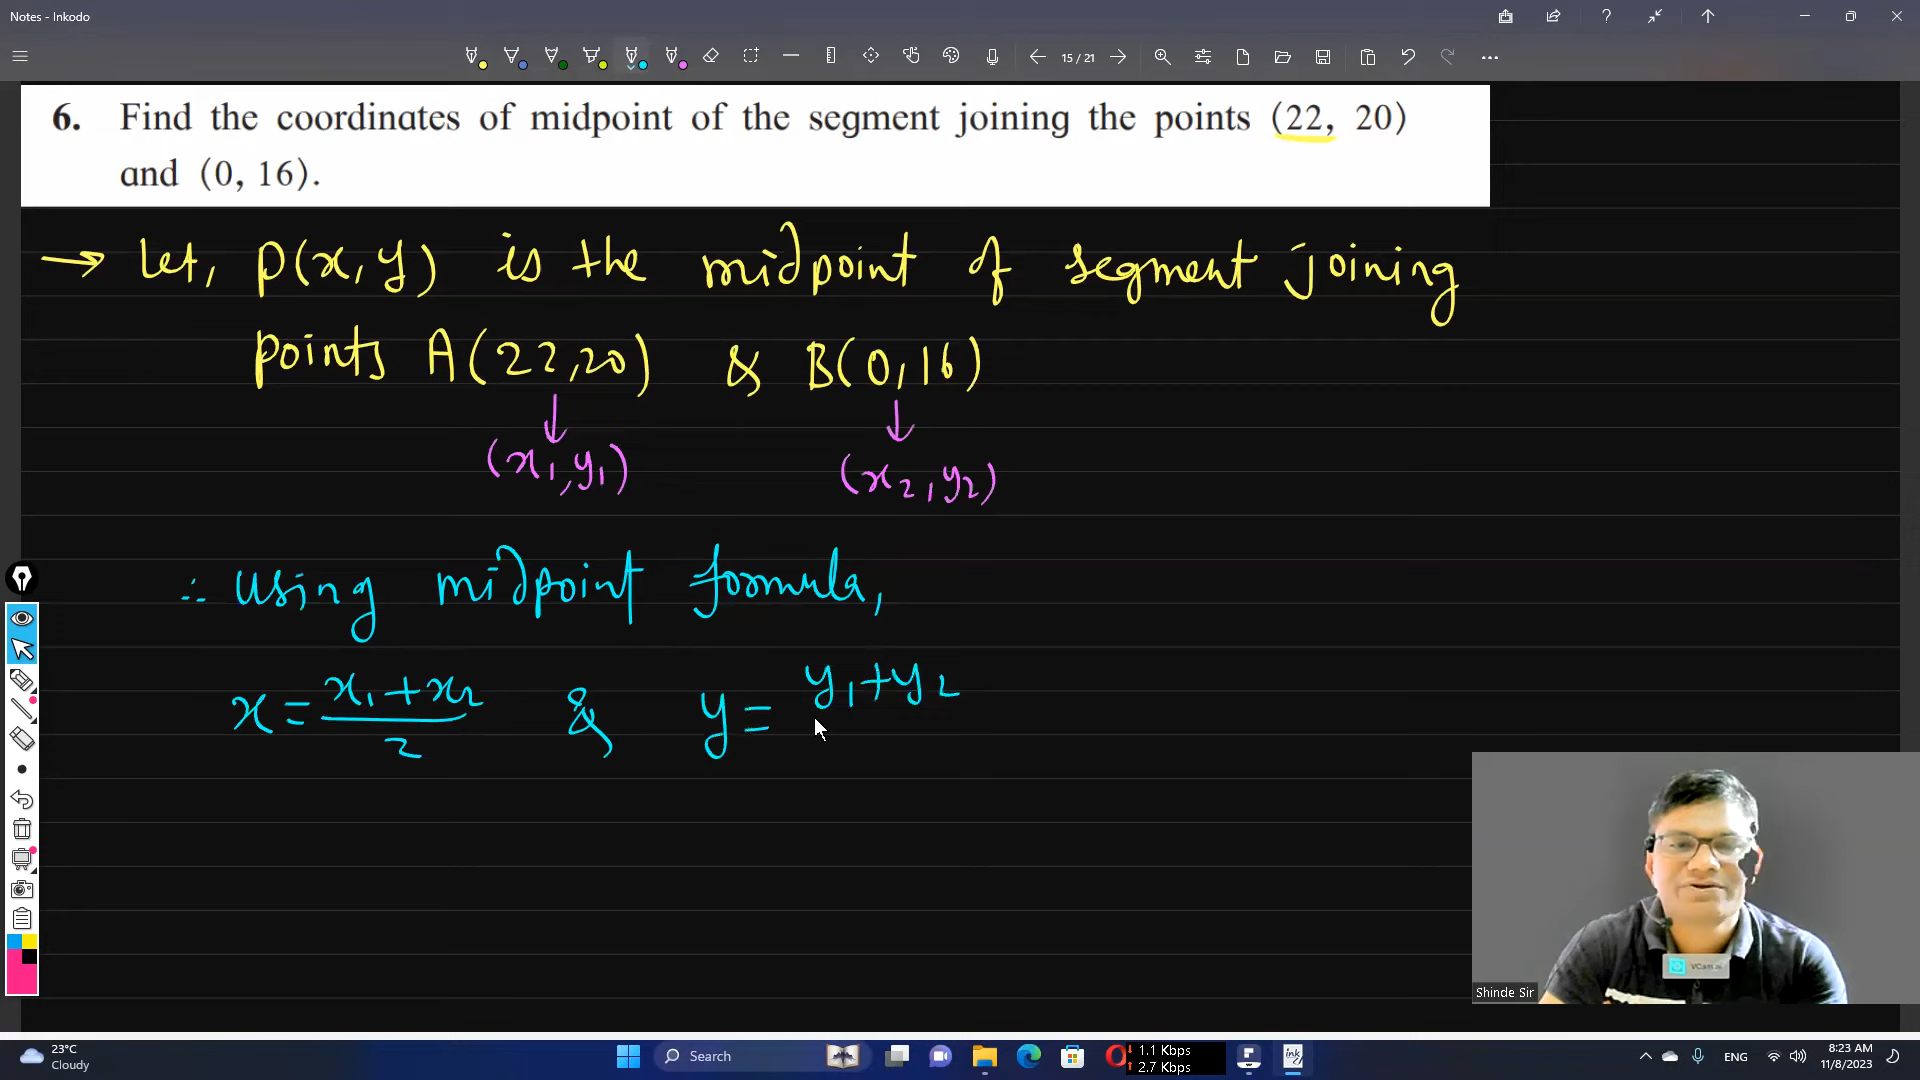 Notes - Inkodo
15 / 21
6. Find the coordinates of midpoint of the segment joining the points (22, 20)
and (0, 16).
→ Let, P(x, y) is the midpoint of segment joining
points A(22,20) & B(0,16)
↓ ↓
(x₁,y₁) (x₂,y₂)
∴ using midpoint formula,
x = x₁+x₂ / 2 & y = y₁+y₂
VCam.ai
Shinde Sir
23°C
Cloudy
Search
1.1 Kbps
2.7 Kbps
ENG
8:23 AM
11/8/2023